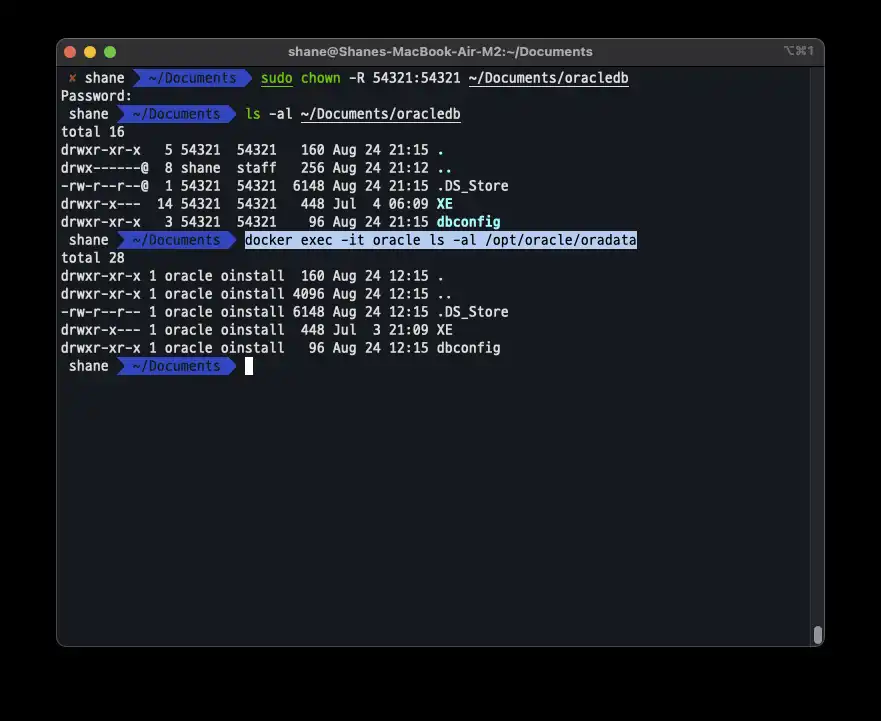 shane@Shanes-MacBook-Air-M2:~/Documents ⌥⌘1
✘ shane ~/Documents sudo chown -R 54321:54321 ~/Documents/oracledb
Password:
shane ~/Documents ls -al ~/Documents/oracledb
total 16
drwxr-xr-x 5 54321 54321 160 Aug 24 21:15 .
drwx------@ 8 shane staff 256 Aug 24 21:12 ..
-rw-r--r--@ 1 54321 54321 6148 Aug 24 21:15 .DS_Store
drwxr-x--- 14 54321 54321 448 Jul 4 06:09 XE
drwxr-xr-x 3 54321 54321 96 Aug 24 21:15 dbconfig
shane ~/Documents docker exec -it oracle ls -al /opt/oracle/oradata
total 28
drwxr-xr-x 1 oracle oinstall 160 Aug 24 12:15 .
drwxr-xr-x 1 oracle oinstall 4096 Aug 24 12:15 ..
-rw-r--r-- 1 oracle oinstall 6148 Aug 24 12:15 .DS_Store
drwxr-x--- 1 oracle oinstall 448 Jul 3 21:09 XE
drwxr-xr-x 1 oracle oinstall 96 Aug 24 12:15 dbconfig
shane ~/Documents